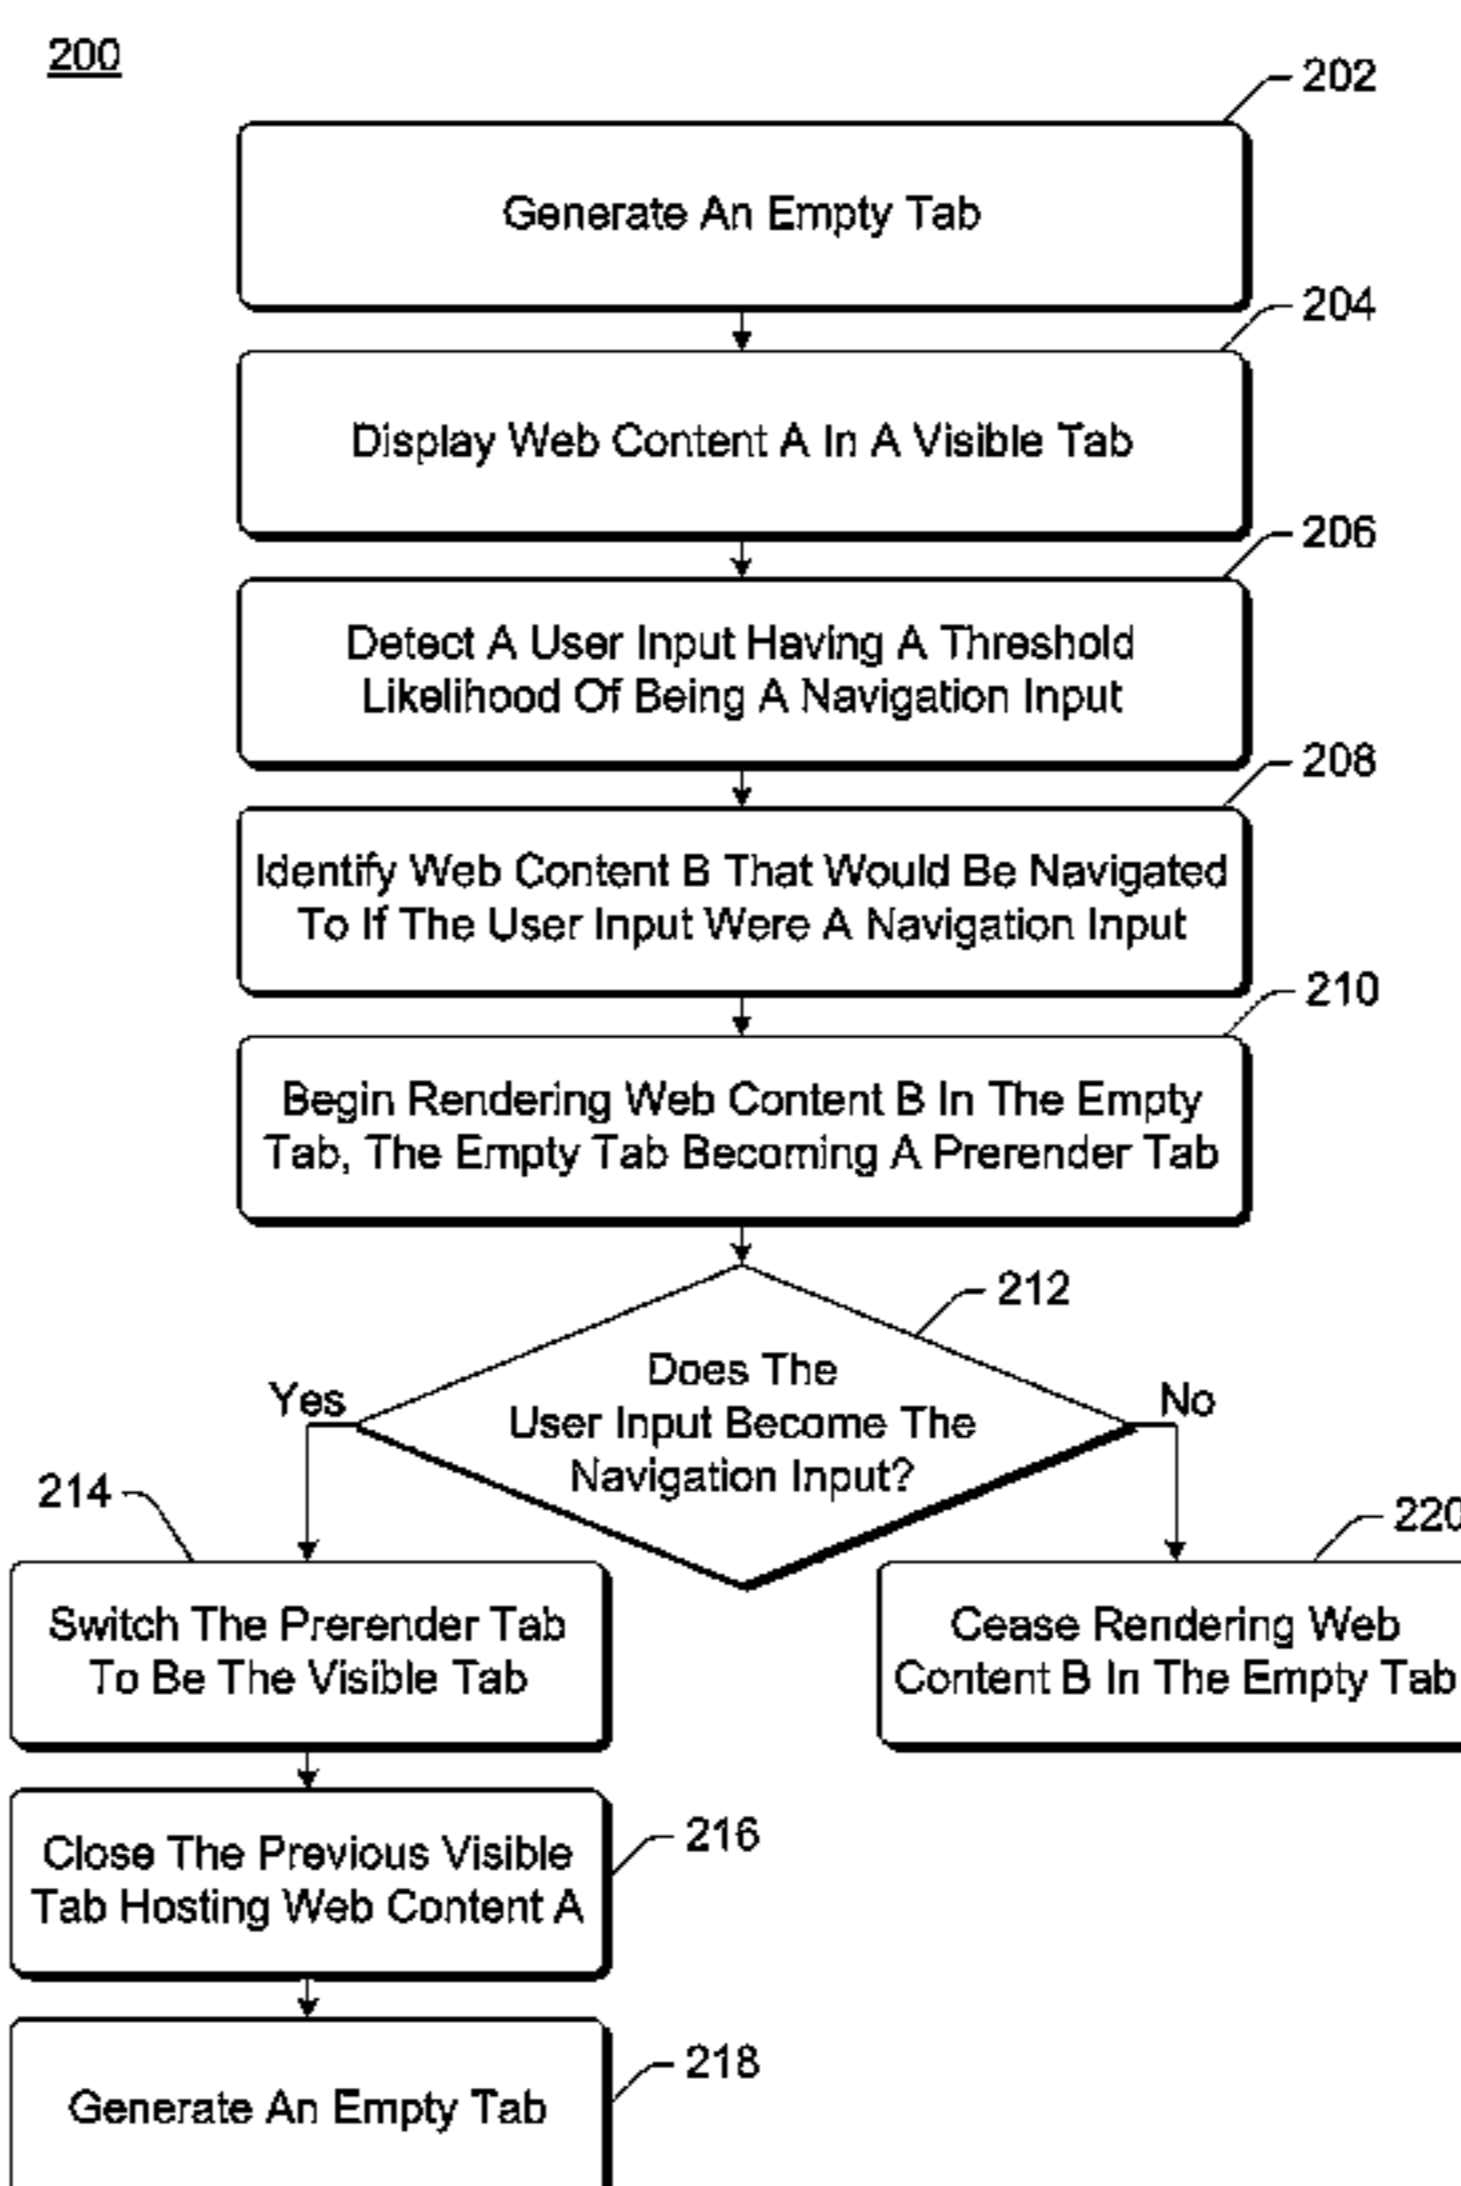 200
202
Generate An Empty Tab
204
Display Web Content A In A Visible Tab
206
Detect A User Input Having A Threshold
Likelihood Of Being A Navigation Input
208
Identify Web Content B That Would Be Navigated
To If The User Input Were A Navigation Input
210
Begin Rendering Web Content B In The Empty
Tab, The Empty Tab Becoming A Prerender Tab
212
Does The
User Input Become The
Navigation Input?
Yes
No
214
220
Switch The Prerender Tab
To Be The Visible Tab
Cease Rendering Web
Content B In The Empty Tab
216
Close The Previous Visible
Tab Hosting Web Content A
218
Generate An Empty Tab